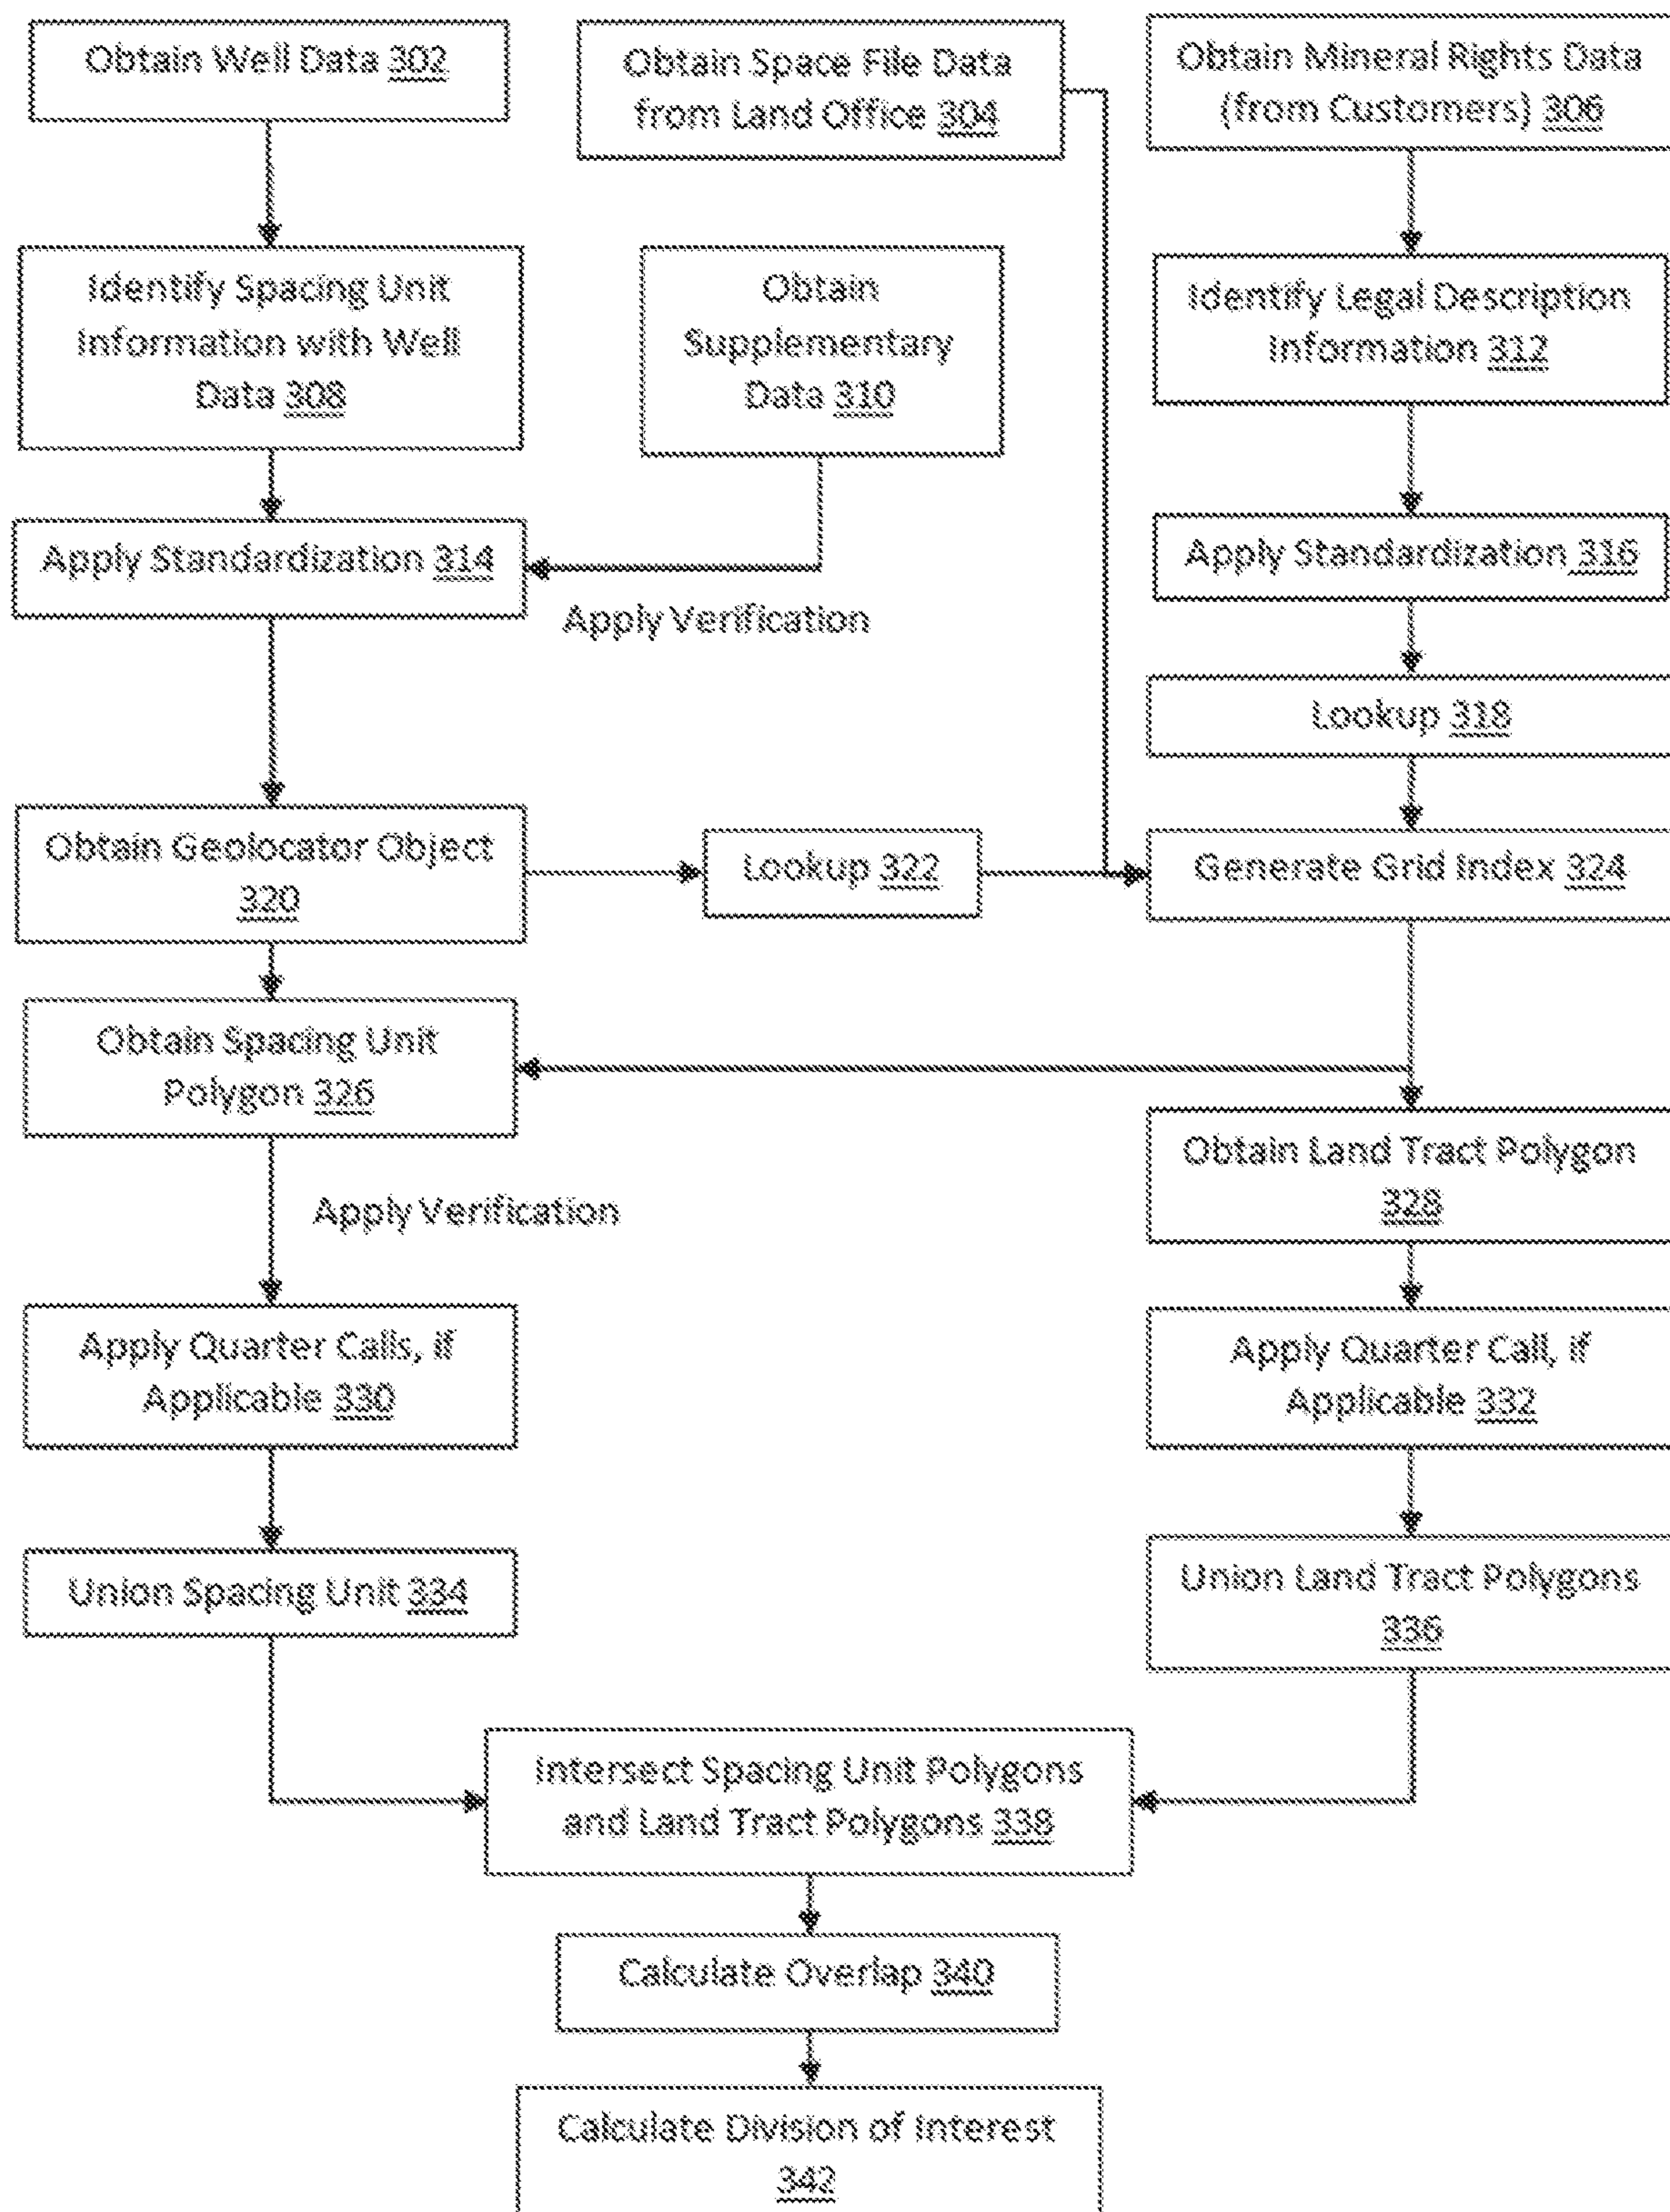 Obtain Well Data 302
Obtain Space File Data
from Land Office 304
Obtain Mineral Rights Data
(from Customers) 306
Identify Spacing Unit
Information with Well
Data 308
Obtain
Supplementary
Data 310
Identify Legal Description
Information 312
Apply Standardization 314
Apply Verification
Apply Standardization 316
Lookup 318
Obtain Geolocator Object
320
Lookup 322
Generate Grid Index 324
Obtain Spacing Unit
Polygon 326
Obtain Land Tract Polygon
328
Apply Verification
Apply Quarter Calls, if
Applicable 330
Apply Quarter Call, if
Applicable 332
Union Spacing Unit 334
Union Land Tract Polygons
336
Intersect Spacing Unit Polygons
and Land Tract Polygons 338
Calculate Overlap 340
Calculate Division of Interest
342